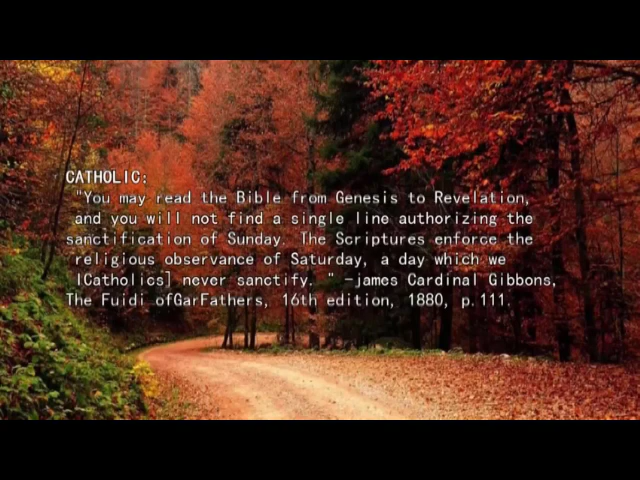 CATHOLIC:
"You may read the Bible from Genesis to Revelation,
and you will not find a single line authorizing the
sanctification of Sunday. The Scriptures enforce the
religious observance of Saturday, a day which we
lCatholics] never sanctify. " -james Cardinal Gibbons,
The Fuidi ofGarFathers, 16th edition, 1880, p.111.